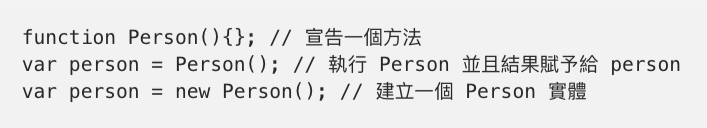 function Person(){}; // 宣告一個方法
var person = Person(); // 執行 Person 並且結果賦予給 person
var person = new Person(); // 建立一個 Person 實體